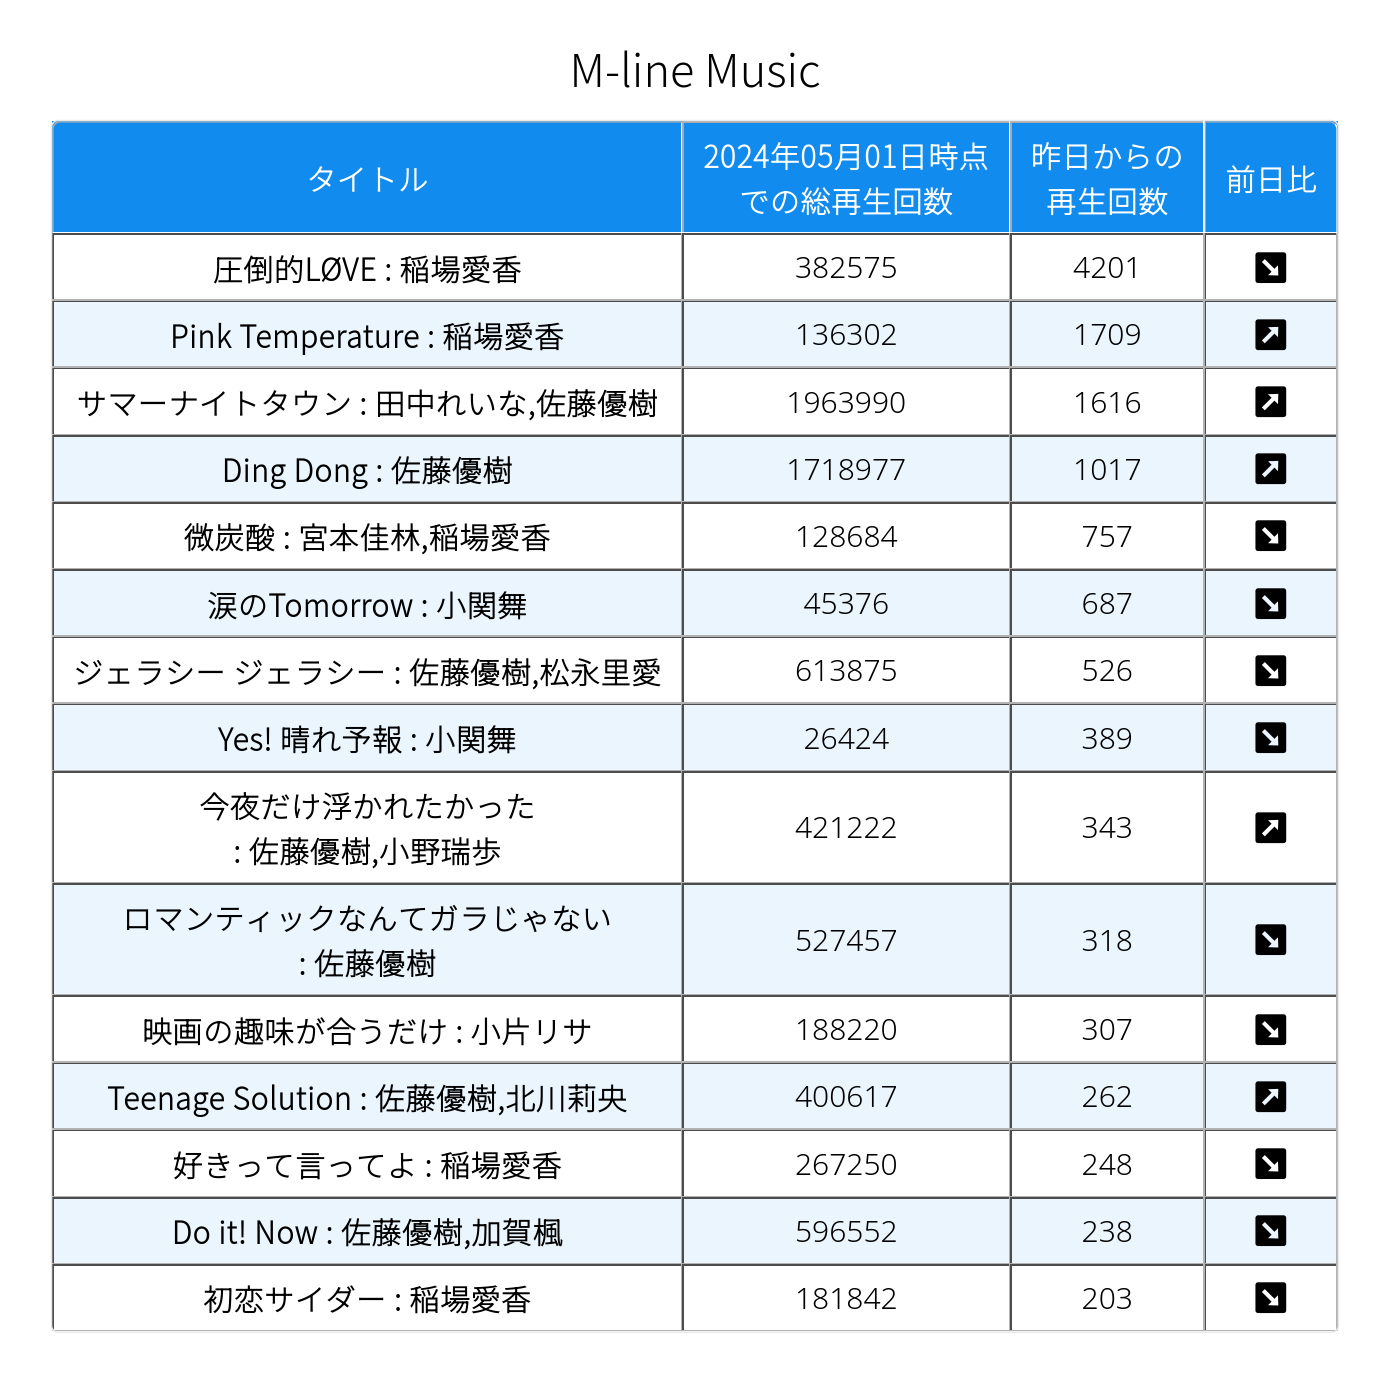 M-line Music
タイトル
2024年05月01日時点
での総再生回数
昨日からの
再生回数
前日比
圧倒的LØVE : 稲場愛香 382575 4201 ↘
Pink Temperature : 稲場愛香 136302 1709 ↗
サマーナイトタウン : 田中れいな,佐藤優樹 1963990 1616 ↗
Ding Dong : 佐藤優樹 1718977 1017 ↗
微炭酸 : 宮本佳林,稲場愛香 128684 757 ↘
涙のTomorrow : 小関舞 45376 687 ↘
ジェラシー ジェラシー : 佐藤優樹,松永里愛 613875 526 ↘
Yes! 晴れ予報 : 小関舞 26424 389 ↘
今夜だけ浮かれたかった
: 佐藤優樹,小野瑞歩 421222 343 ↗
ロマンティックなんてガラじゃない
: 佐藤優樹 527457 318 ↘
映画の趣味が合うだけ : 小片リサ 188220 307 ↘
Teenage Solution : 佐藤優樹,北川莉央 400617 262 ↗
好きって言ってよ : 稲場愛香 267250 248 ↘
Do it! Now : 佐藤優樹,加賀楓 596552 238 ↘
初恋サイダー : 稲場愛香 181842 203 ↘